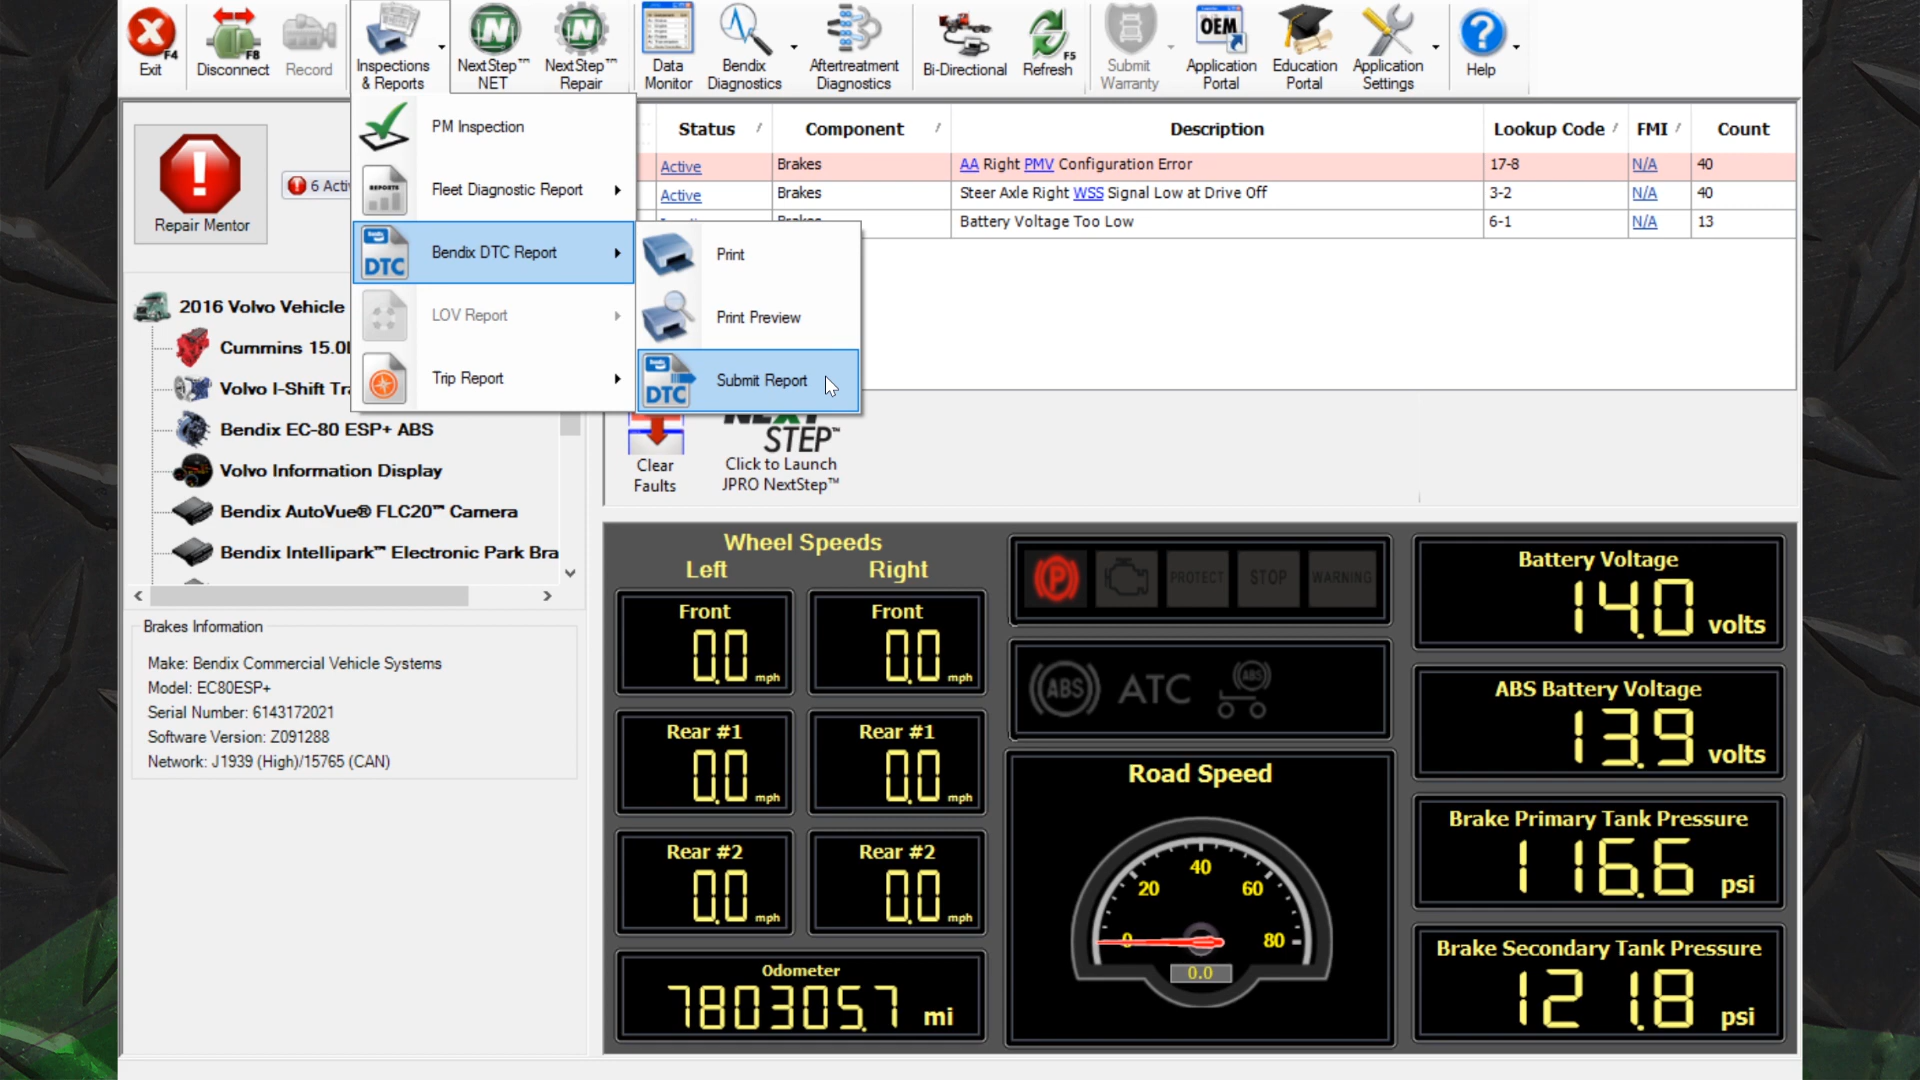 Exit
F4
Disconnect
F8
Record
Inspections
& Reports
NextStep™
NET
NextStep™
Repair
Data
Monitor
Bendix
Diagnostics
Aftertreatment
Diagnostics
Bi-Directional
Refresh
F5
Submit
Warranty
OEM
Application
Portal
Education
Portal
Application
Settings
Help
Repair Mentor
6 Acti
PM Inspection
REPORTS
Fleet Diagnostic Report
Bendix
DTC
Bendix DTC Report
LOV Report
Trip Report
Print
Print Preview
Bendix
DTC
Submit Report
Status
Component
Description
Lookup Code
FMI
Count
Active
Brakes
AA Right PMV Configuration Error
17-8
N/A
40
Active
Brakes
Steer Axle Right WSS Signal Low at Drive Off
3-2
N/A
40
Battery Voltage Too Low
6-1
N/A
13
2016 Volvo Vehicle
Cummins 15.0
Volvo I-Shift Tra
Bendix EC-80 ESP+ ABS
Volvo Information Display
Bendix AutoVue® FLC20™ Camera
Bendix Intellipark™ Electronic Park Bra
Clear
Faults
NEXT
STEP™
Click to Launch
JPRO NextStep™
Brakes Information
Make: Bendix Commercial Vehicle Systems
Model: EC80ESP+
Serial Number: 6143172021
Software Version: Z091288
Network: J1939 (High)/15765 (CAN)
Wheel Speeds
Left
Right
Front
0.0 mph
Front
0.0 mph
Rear #1
0.0 mph
Rear #1
0.0 mph
Rear #2
0.0 mph
Rear #2
0.0 mph
Odometer
780305.7 mi
P
PROTECT
STOP
WARNING
ABS
ATC
ABS
Road Speed
0
20
40
60
80
0.0
Battery Voltage
14.0 volts
ABS Battery Voltage
13.9 volts
Brake Primary Tank Pressure
116.6 psi
Brake Secondary Tank Pressure
121.8 psi